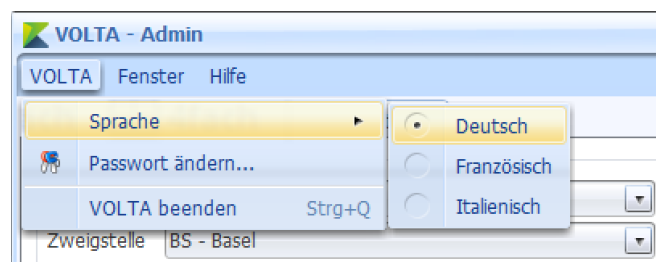 VOLTA - Admin
VOLTA Fenster Hilfe
Sprache
Deutsch
Passwort ändern...
Französisch
VOLTA beenden Strg+Q
Italienisch
Zweigstelle BS - Basel